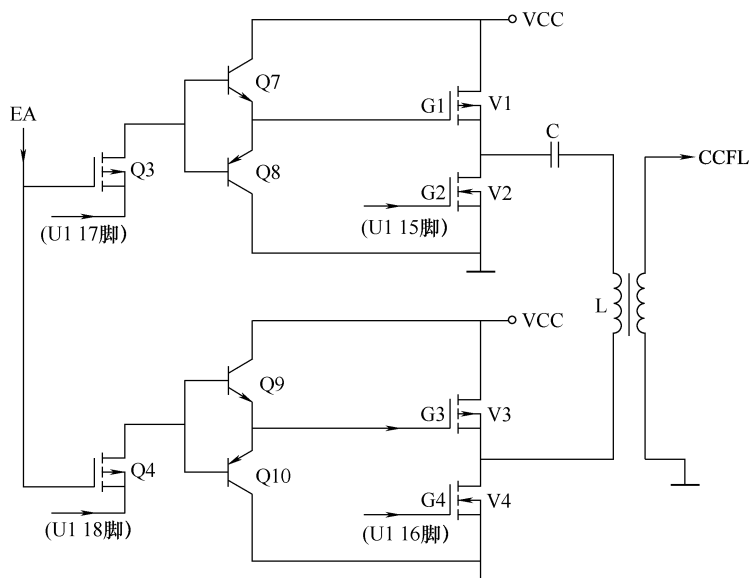 VCC
Q7
G1
V1
EA
C
CCFL
Q3
Q8
G2
V2
(U1 17脚)
(U1 15脚)
L
VCC
Q9
G3
V3
Q4
Q10
G4
V4
(U1 18脚)
(U1 16脚)